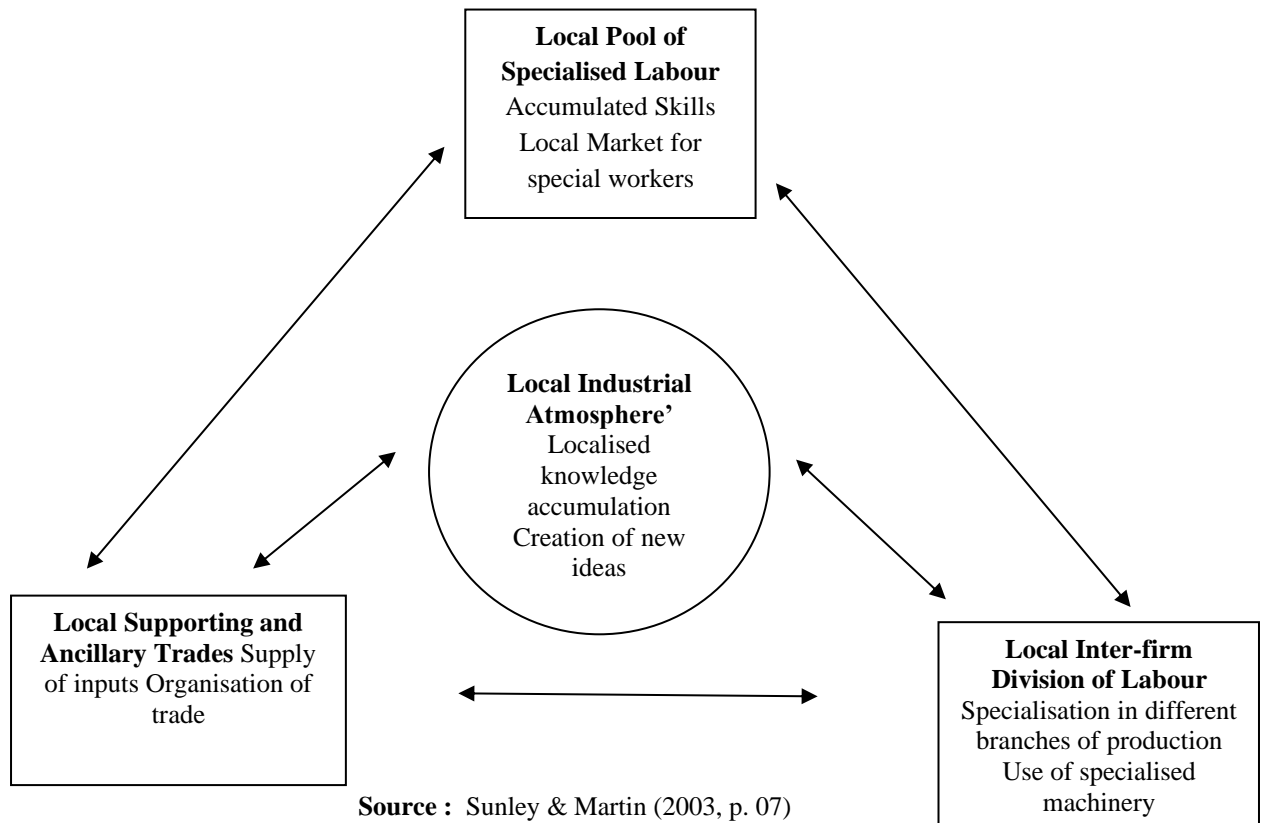 Local Pool of
Specialised Labour
Accumulated Skills
Local Market for
special workers
Local Industrial
Atmosphere’
Localised
knowledge
accumulation
Creation of new
ideas
Local Supporting and
Ancillary Trades Supply
of inputs Organisation of
trade
Local Inter-firm
Division of Labour
Specialisation in different
branches of production
Use of specialised
machinery
Source : Sunley & Martin (2003, p. 07)